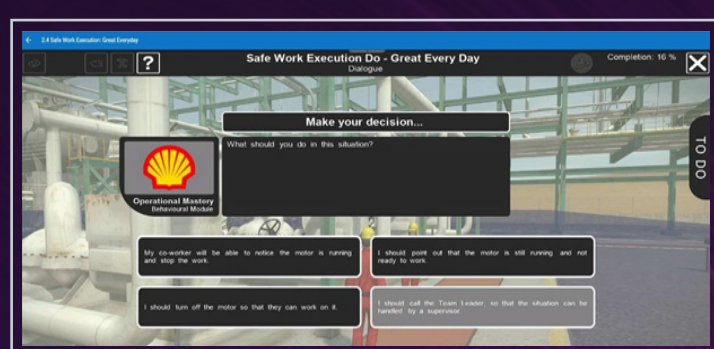 2.4 Safe Work Execution: Great Everyday
?
Safe Work Execution Do - Great Every Day
Dialogue
Completion: 16 %
X
TO DO
Make your decision...
What should you do in this situation?
Operational Mastery
Behavioural Module
My co-worker will be able to notice the motor is running
and stop the work.
I should point out that the motor is still running and not
ready to work.
I should turn off the motor so that they can work on it.
I should call the Team Leader, so that the situation can be
handled by a supervisor.